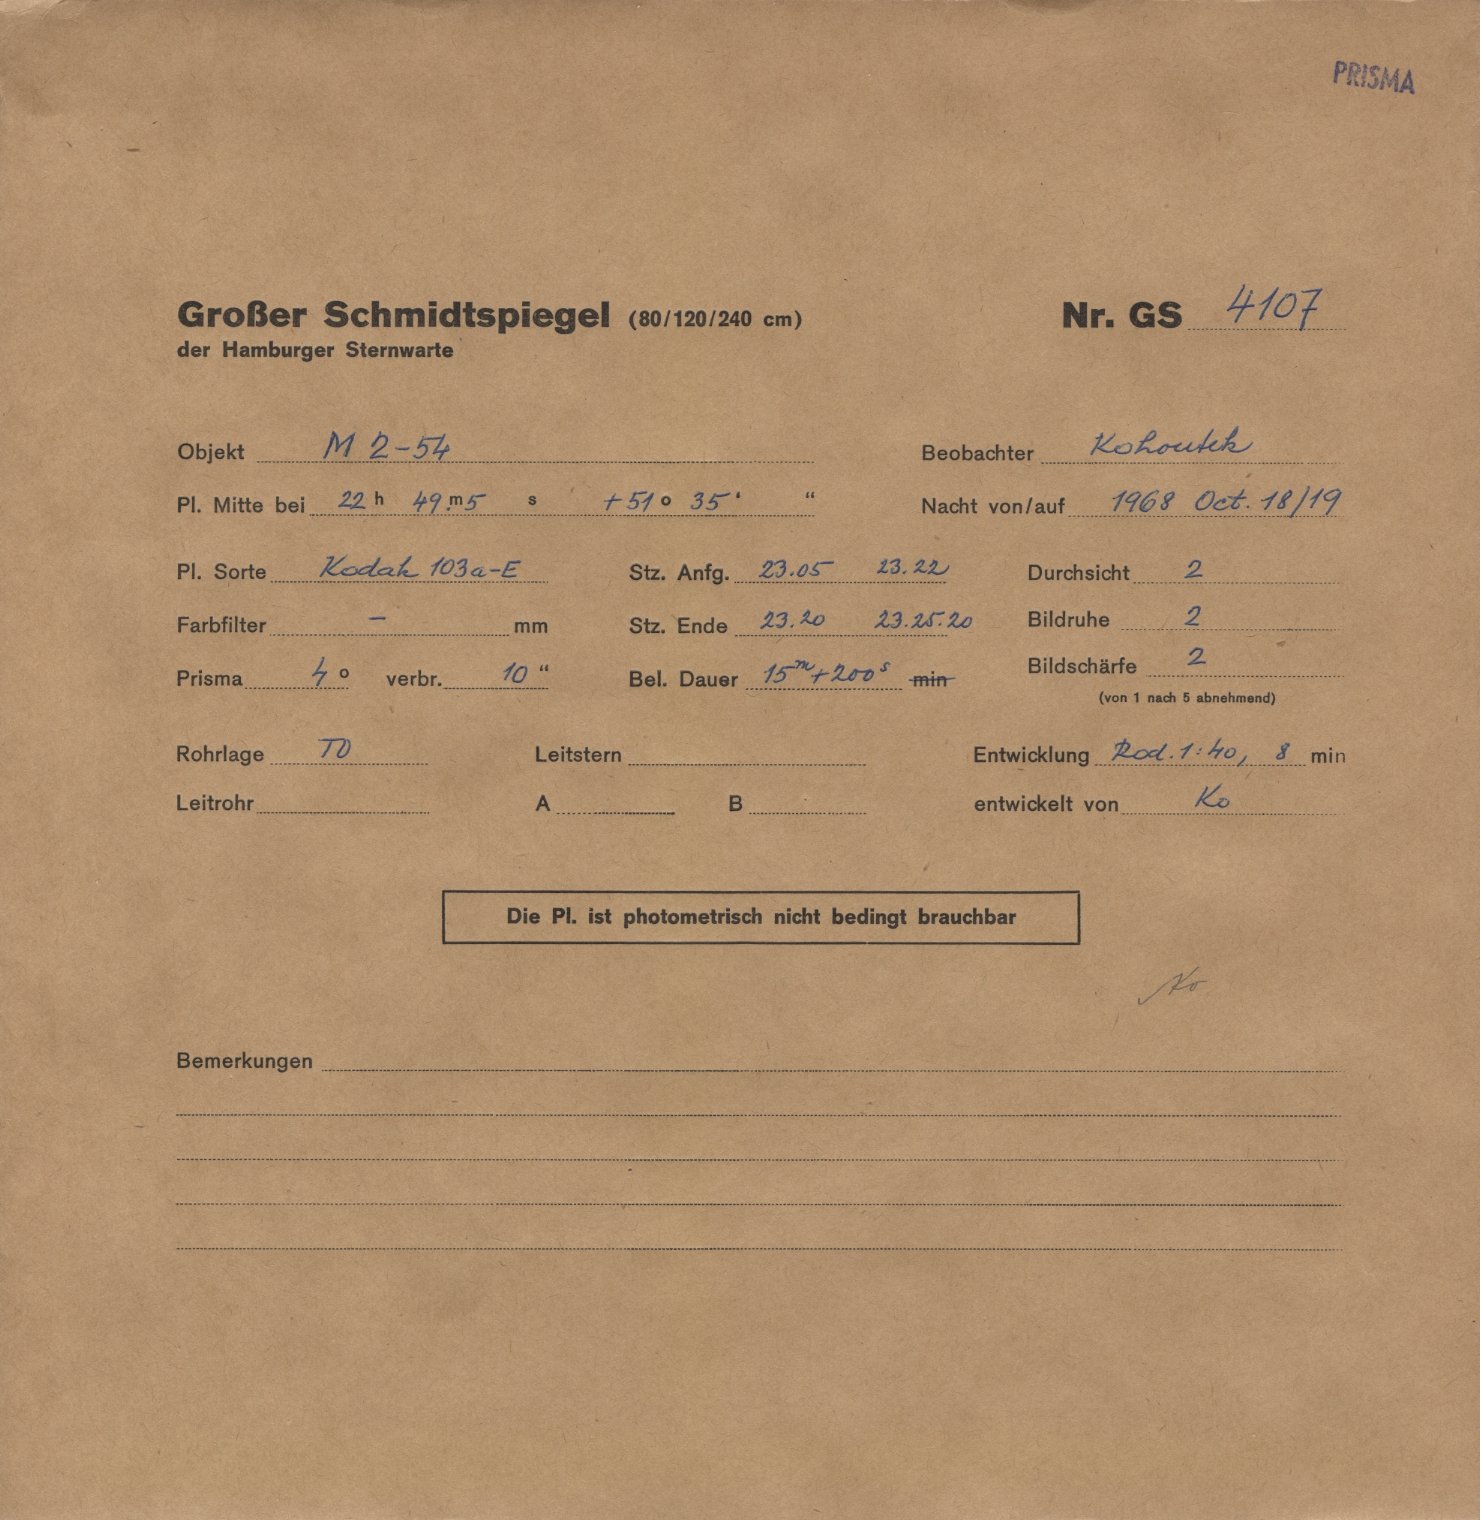 PRISMA
Großer Schmidtspiegel (80/120/240 cm) Nr. GS 4107
der Hamburger Sternwarte
Objekt M 2-54 Beobachter Kohoutek
Pl. Mitte bei 22 h 49.m5 s +51 o 35 ‘ “ Nacht von/auf 1968 Oct. 18/19
Pl. Sorte Kodak 103a-E Stz. Anfg. 23.05 23.22 Durchsicht 2
Farbfilter – mm Stz. Ende 23.20 23.25.20 Bildruhe 2
Prisma 4 o verbr. 10 “ Bel. Dauer 15m+200s min Bildschärfe 2
(von 1 nach 5 abnehmend)
Rohrlage TO Leitstern Entwicklung Rod. 1:40, 8 min
Leitrohr A B entwickelt von Ko
Die Pl. ist photometrisch nicht bedingt brauchbar
Ko
Bemerkungen